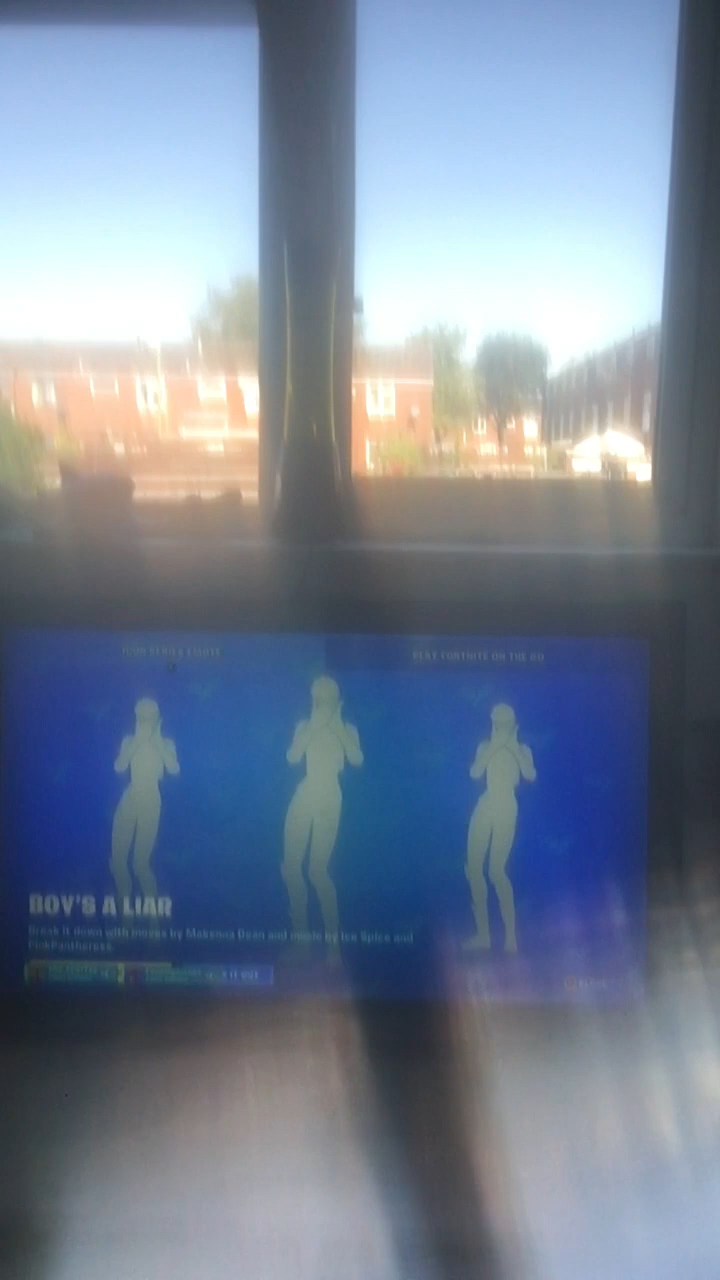 ICON SERIES EMOTE
PLAY FORTNITE ON THE GO
BOY'S A LIAR
Break it down with moves by Makenna Dean and music by Ice Spice and
PinkPantheress.